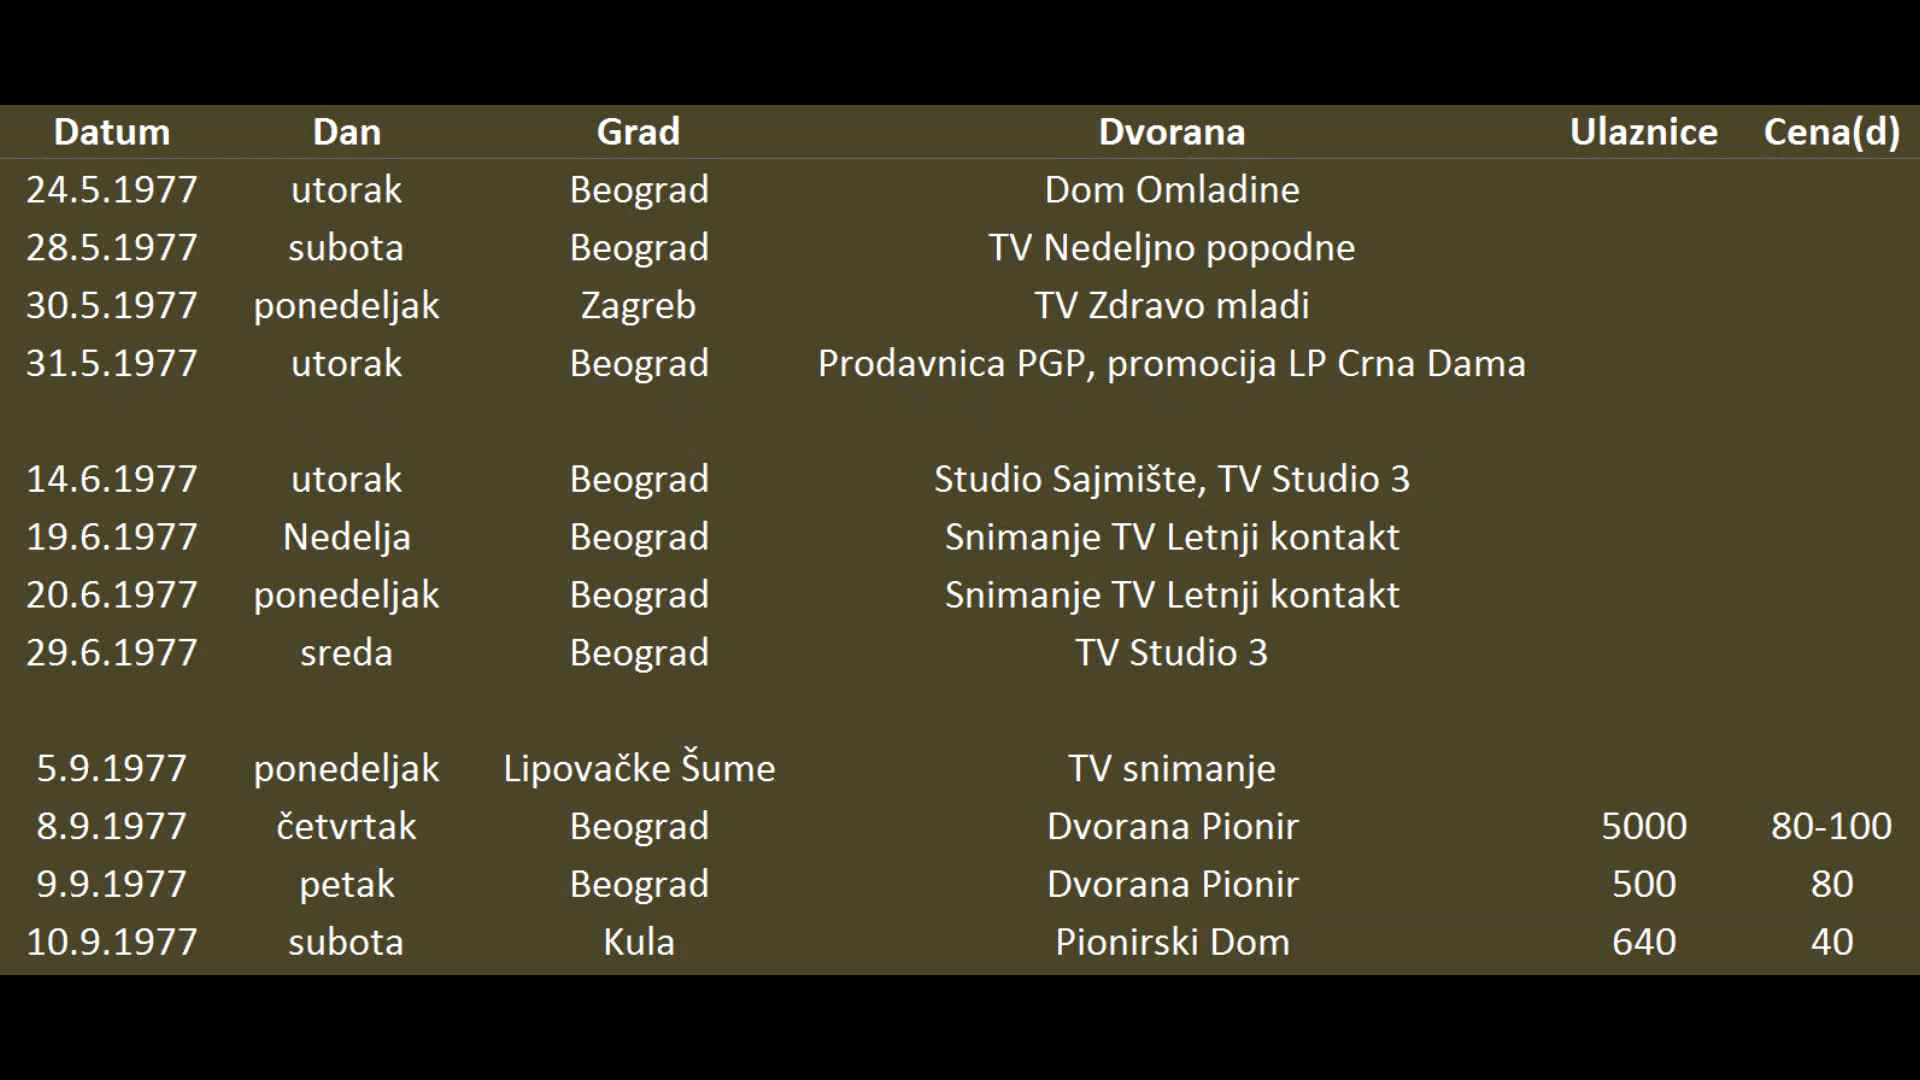 Datum Dan Grad Dvorana Ulaznice Cena(d)
24.5.1977 utorak Beograd Dom Omladine
28.5.1977 subota Beograd TV Nedeljno popodne
30.5.1977 ponedeljak Zagreb TV Zdravo mladi
31.5.1977 utorak Beograd Prodavnica PGP, promocija LP Crna Dama
14.6.1977 utorak Beograd Studio Sajmište, TV Studio 3
19.6.1977 Nedelja Beograd Snimanje TV Letnji kontakt
20.6.1977 ponedeljak Beograd Snimanje TV Letnji kontakt
29.6.1977 sreda Beograd TV Studio 3
5.9.1977 ponedeljak Lipovačke Šume TV snimanje
8.9.1977 četvrtak Beograd Dvorana Pionir 5000 80-100
9.9.1977 petak Beograd Dvorana Pionir 500 80
10.9.1977 subota Kula Pionirski Dom 640 40